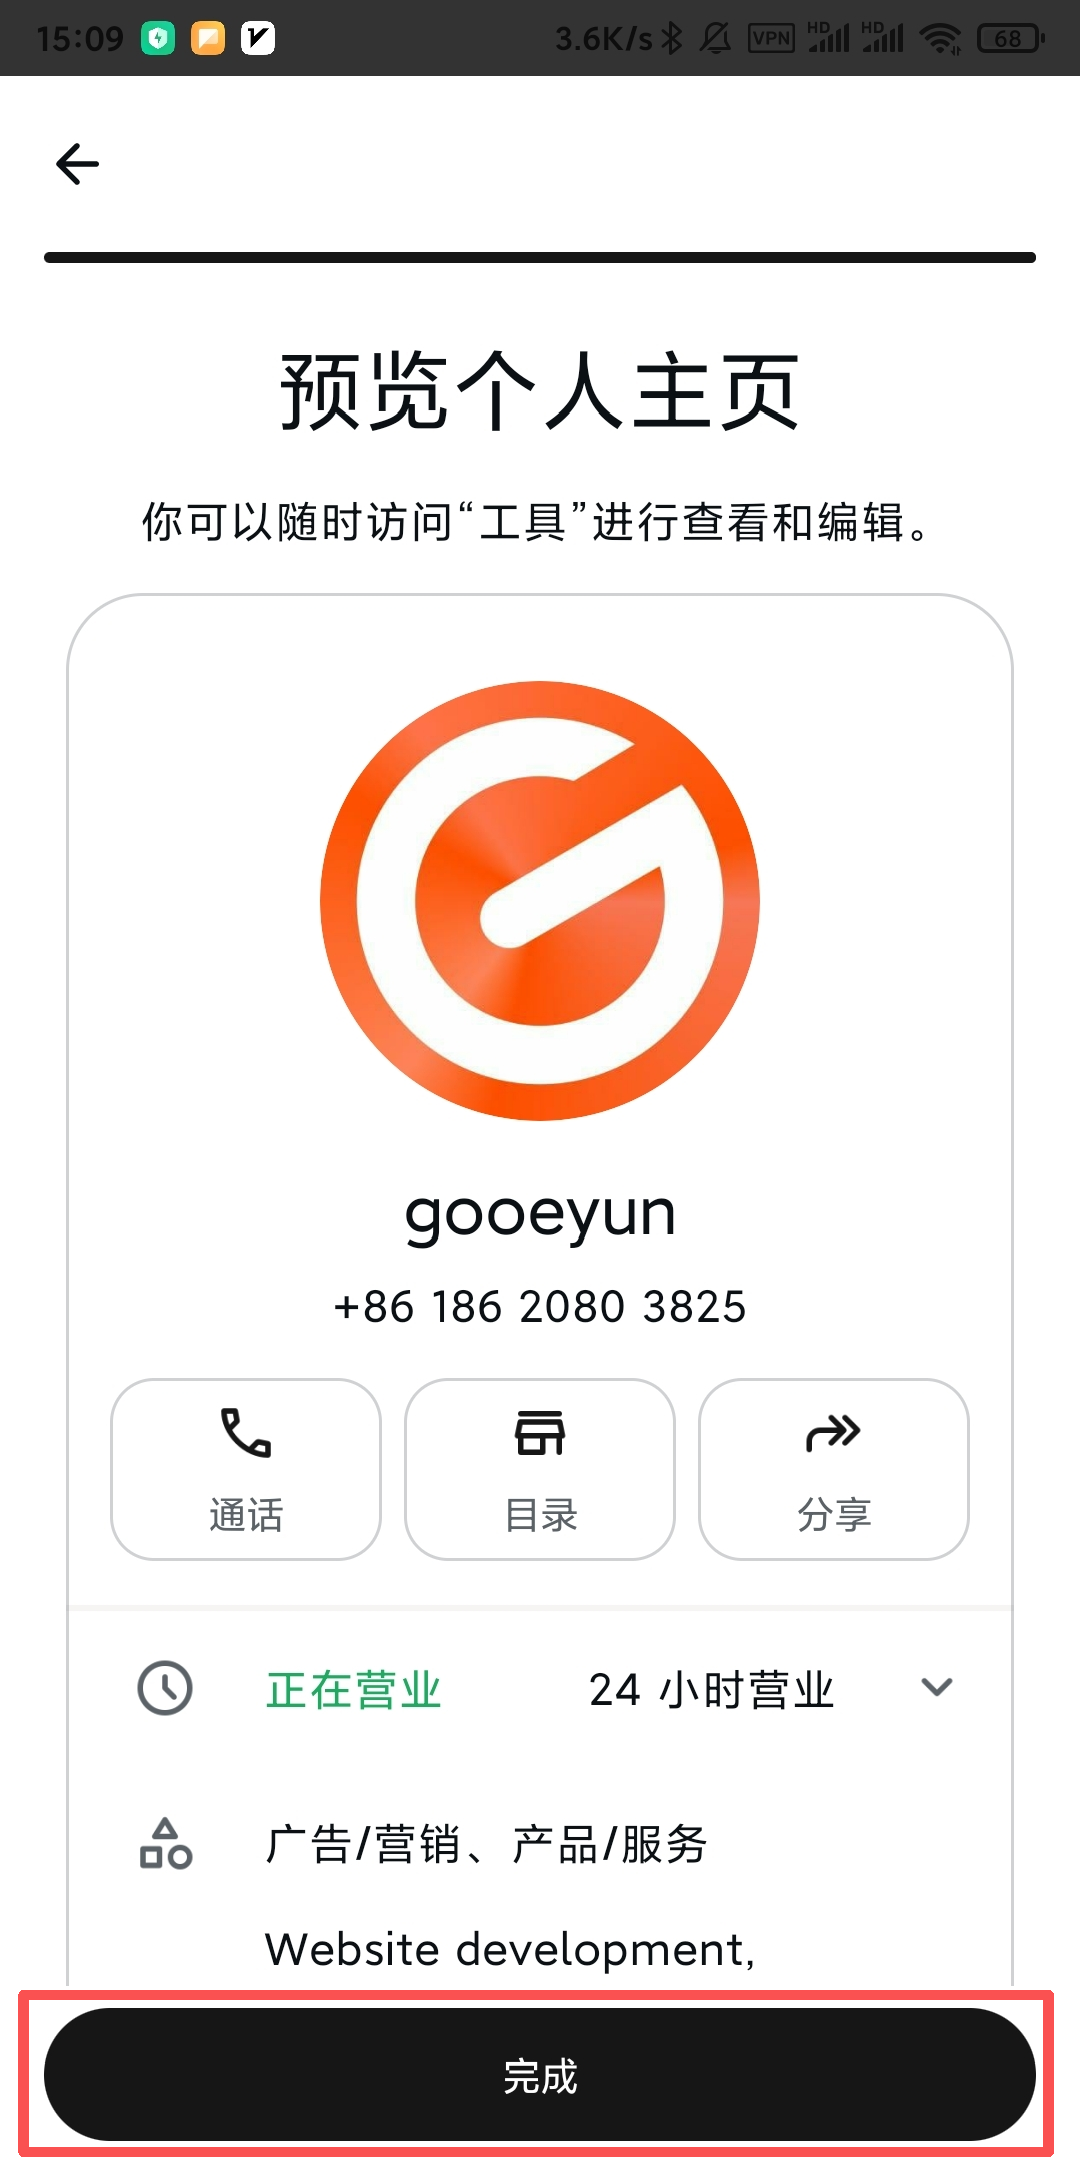 15:09 3.6K/s VPN HD HD 68
预览个人主页
你可以随时访问“工具”进行查看和编辑。
gooeyun
+86 186 2080 3825
通话 目录 分享
正在营业 24 小时营业
广告/营销、产品/服务
Website development,
完成